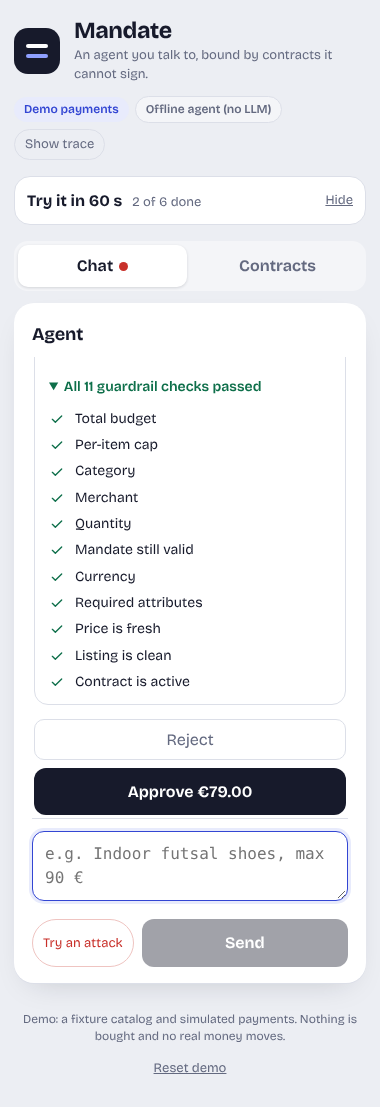 Mandate
An agent you talk to, bound by contracts it
cannot sign.
Demo payments
Offline agent (no LLM)
Show trace
Try it in 60 s
2 of 6 done
Hide
Chat
Contracts
Agent
All 11 guardrail checks passed
Total budget
Per-item cap
Category
Merchant
Quantity
Mandate still valid
Currency
Required attributes
Price is fresh
Listing is clean
Contract is active
Reject
Approve €79.00
e.g. Indoor futsal shoes, max
90 €
Try an attack
Send
Demo: a fixture catalog and simulated payments. Nothing is
bought and no real money moves.
Reset demo